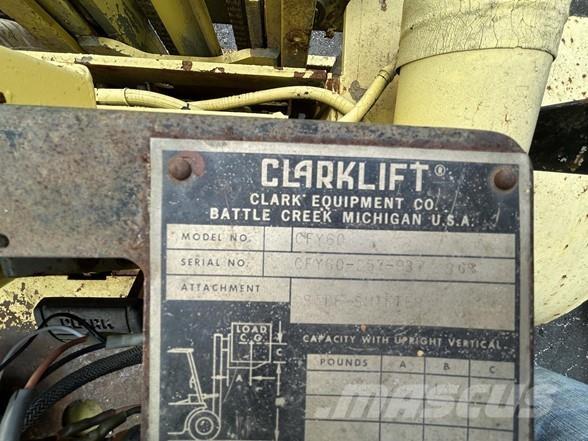 CLARKLIFT®
CLARK EQUIPMENT CO.
BATTLE CREEK MICHIGAN U.S.A.
MODEL NO. CFY60
SERIAL NO.
ATTACHMENT
LOAD
C.G.
CAPACITY WITH UPRIGHT VERTICAL
POUNDS A B C
A
C
CLARK
MASCUS